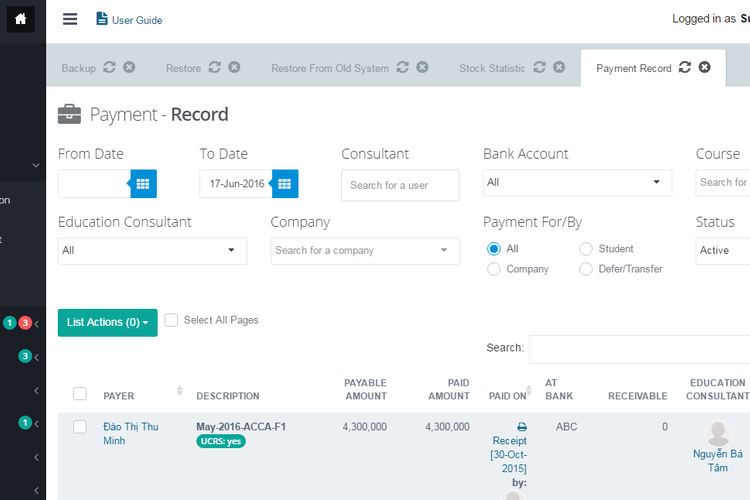 User Guide
Logged in as
Backup
Restore
Restore From Old System
Stock Statistic
Payment Record
Payment - Record
From Date
To Date
Consultant
Bank Account
Course
17-Jun-2016
Search for a user
All
Search for
Education Consultant
Company
Payment For/By
Status
All
Search for a company
All
Student
Active
Company
Defer/Transfer
List Actions (0)
Select All Pages
1 3
Search:
3
PAYER
DESCRIPTION
PAYABLE AMOUNT
PAID AMOUNT
PAID ON
AT BANK
RECEIVABLE
EDUCATION CONSULTANT
1
Đào Thị Thu
Minh
May-2016-ACCA-F1
UCRS: yes
4,300,000
4,300,000
Receipt
[30-Oct-
2015]
by:
ABC
0
Nguyễn Bá
Tâm